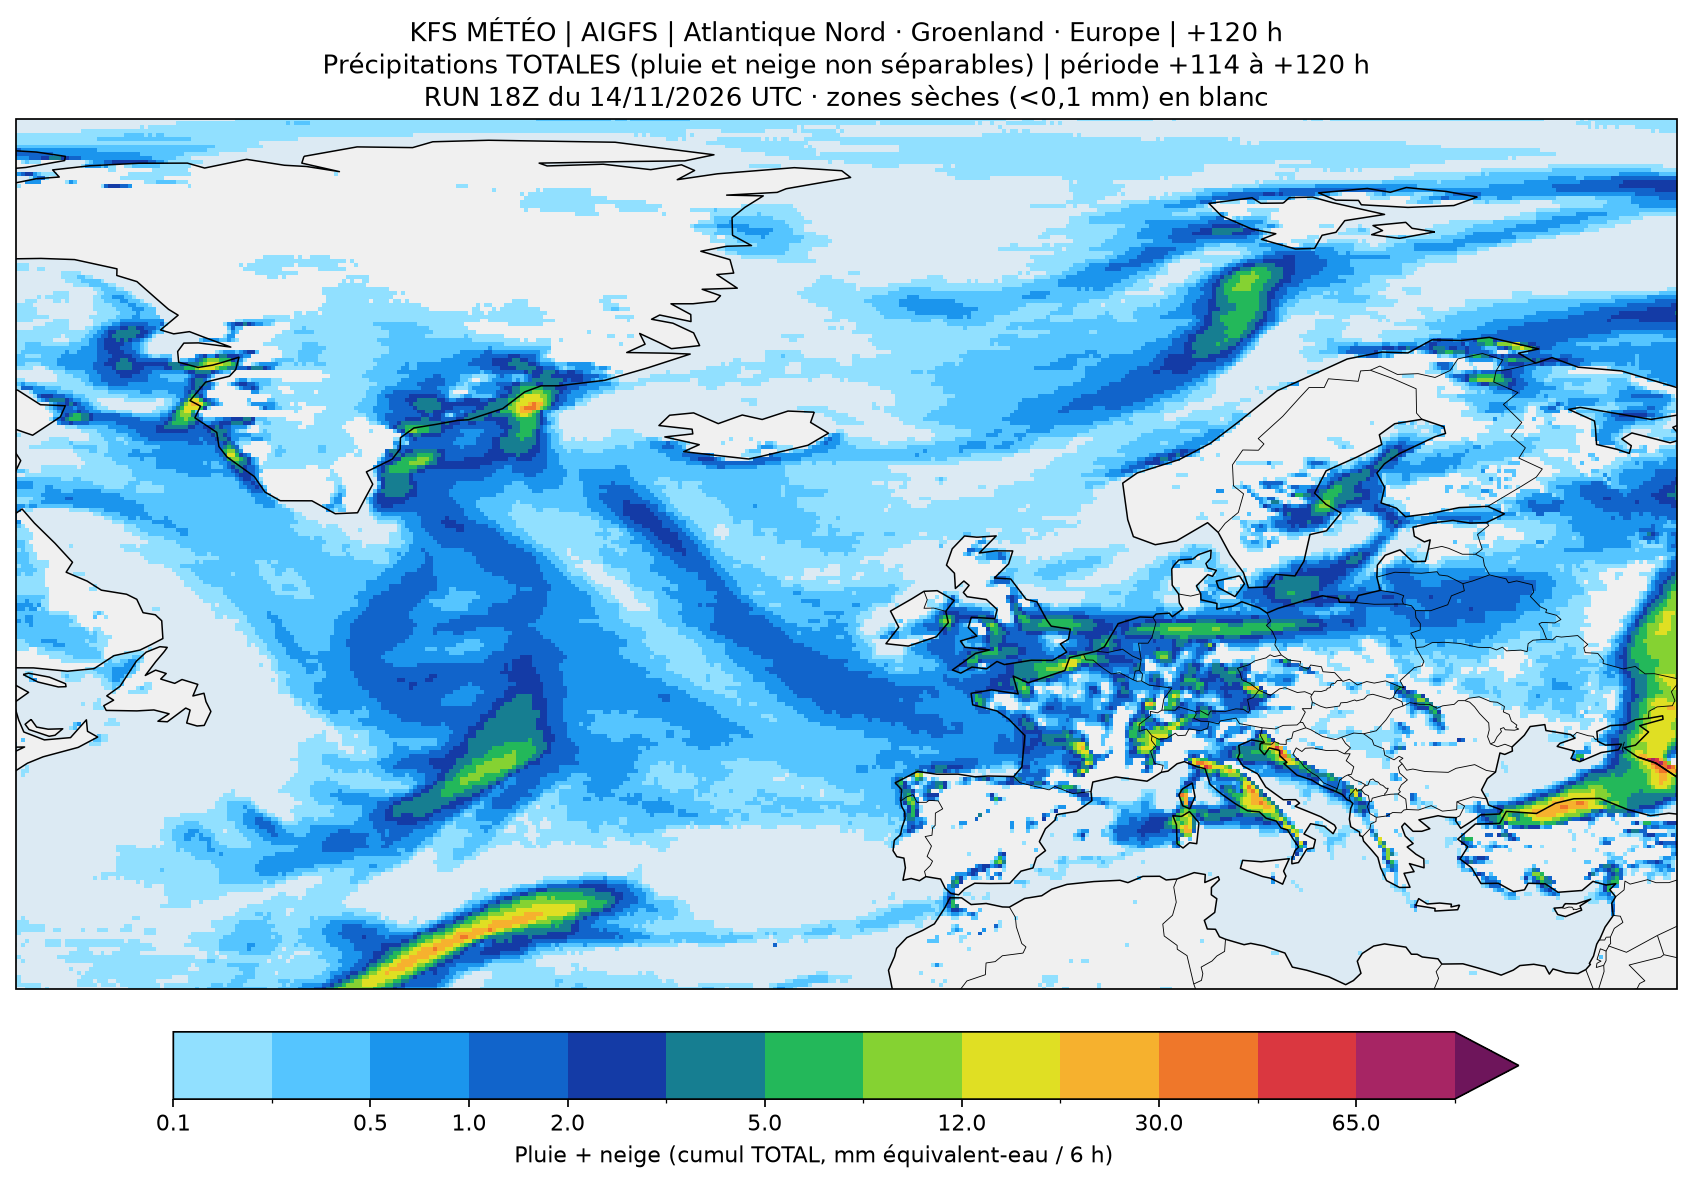 KFS MÉTÉO | AIGFS | Atlantique Nord · Groenland · Europe | +120 h
Précipitations TOTALES (pluie et neige non séparables) | période +114 à +120 h
RUN 18Z du 14/11/2026 UTC · zones sèches (<0,1 mm) en blanc
0.1 0.5 1.0 2.0 5.0 12.0 30.0 65.0
Pluie + neige (cumul TOTAL, mm équivalent-eau / 6 h)